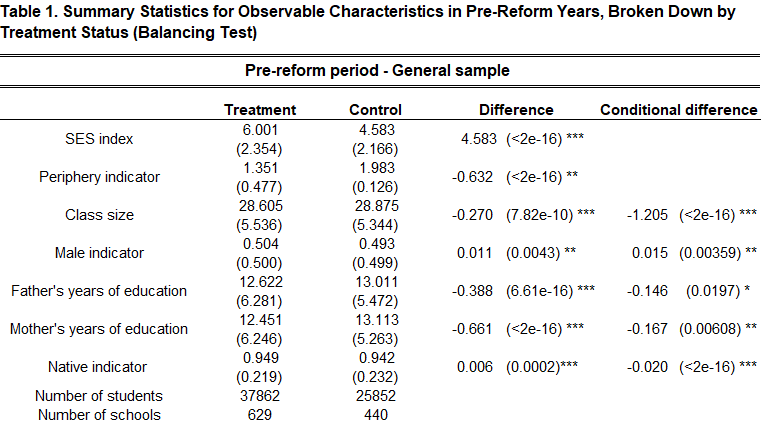 Table 1. Summary Statistics for Observable Characteristics in Pre-Reform Years, Broken Down by
Treatment Status (Balancing Test)
Pre-reform period - General sample
Treatment Control Difference Conditional difference
SES index 6.001 4.583 4.583 (<2e-16) ***
(2.354) (2.166)
Periphery indicator 1.351 1.983 -0.632 (<2e-16) **
(0.477) (0.126)
Class size 28.605 28.875 -0.270 (7.82e-10) *** -1.205 (<2e-16) ***
(5.536) (5.344)
Male indicator 0.504 0.493 0.011 (0.0043) ** 0.015 (0.00359) **
(0.500) (0.499)
Father's years of education 12.622 13.011 -0.388 (6.61e-16) *** -0.146 (0.0197) *
(6.281) (5.472)
Mother's years of education 12.451 13.113 -0.661 (<2e-16) *** -0.167 (0.00608) **
(6.246) (5.263)
Native indicator 0.949 0.942 0.006 (0.0002)*** -0.020 (<2e-16) ***
(0.219) (0.232)
Number of students 37862 25852
Number of schools 629 440